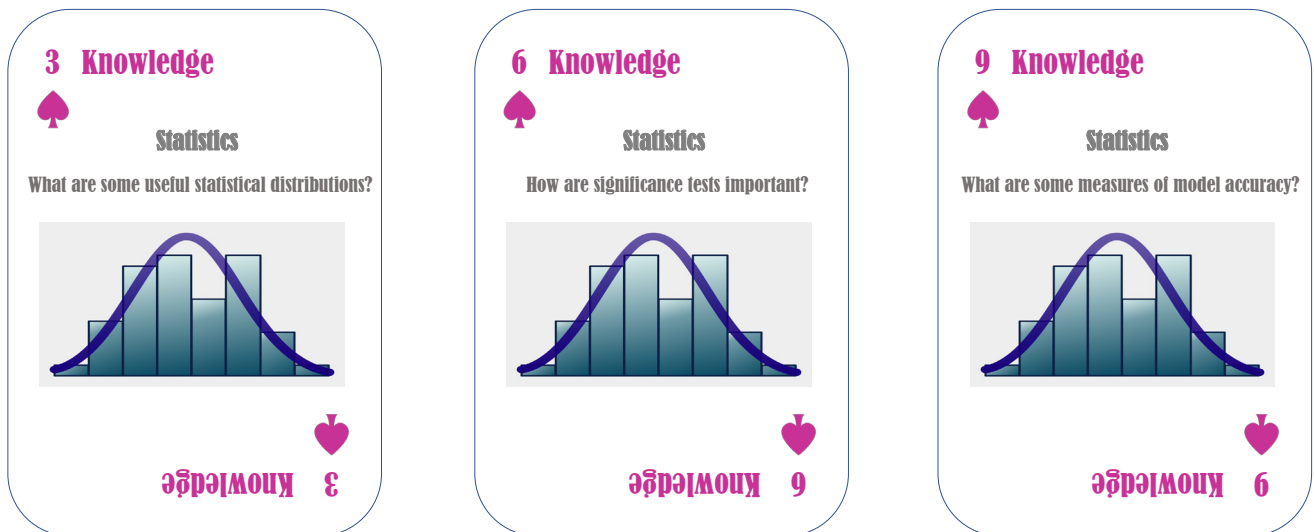 3 Knowledge
Statistics
What are some useful statistical distributions?
Knowledge 3
6 Knowledge
Statistics
How are significance tests important?
Knowledge 6
9 Knowledge
Statistics
What are some measures of model accuracy?
Knowledge 9